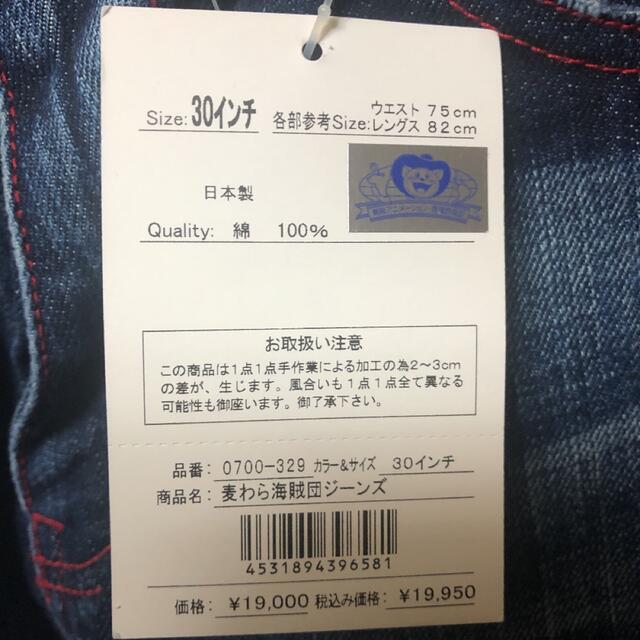 Size: 30インチ 各部参考Size: ウエスト 75cm
レングス 82cm
日本製
Quality: 綿 100%
お取扱い注意
この商品は1点1点手作業による加工の為2〜3cm
の差が、生じます。風合いも1点1点全て異なる
可能性も御座います。御了承下さい。
品番: 0700-329 カラー&サイズ 30インチ
商品名: 麦わら海賊団ジーンズ
4531894396581
価格: ¥19,000 税込み価格: ¥19,950